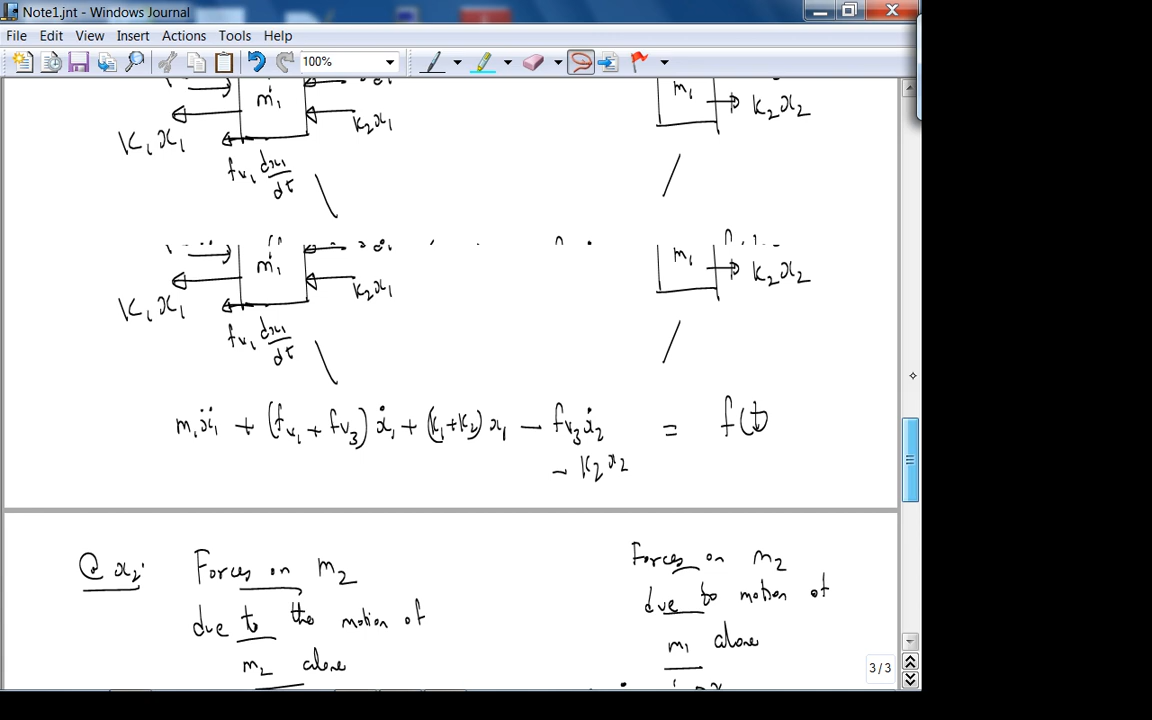 Note1.jnt - Windows Journal
File Edit View Insert Actions Tools Help
100%
m₁
K₁x₁
K₂x₁
fv₁ dx₁/dt
m₁
K₂x₂
m₁
K₁x₁
K₂x₁
fv₁ dx₁/dt
m₁
K₂x₂
m₁ẍ₁ + (fv₁ + fv₃) ẋ₁ + (K₁+K₂) x₁ - fv₃ẋ₂ = f(t)
- K₂x₂
@ x₂:
Forces on m₂
due to the motion of
m₂ alone
Forces on m₂
due to motion of
m₁ alone
3 / 3